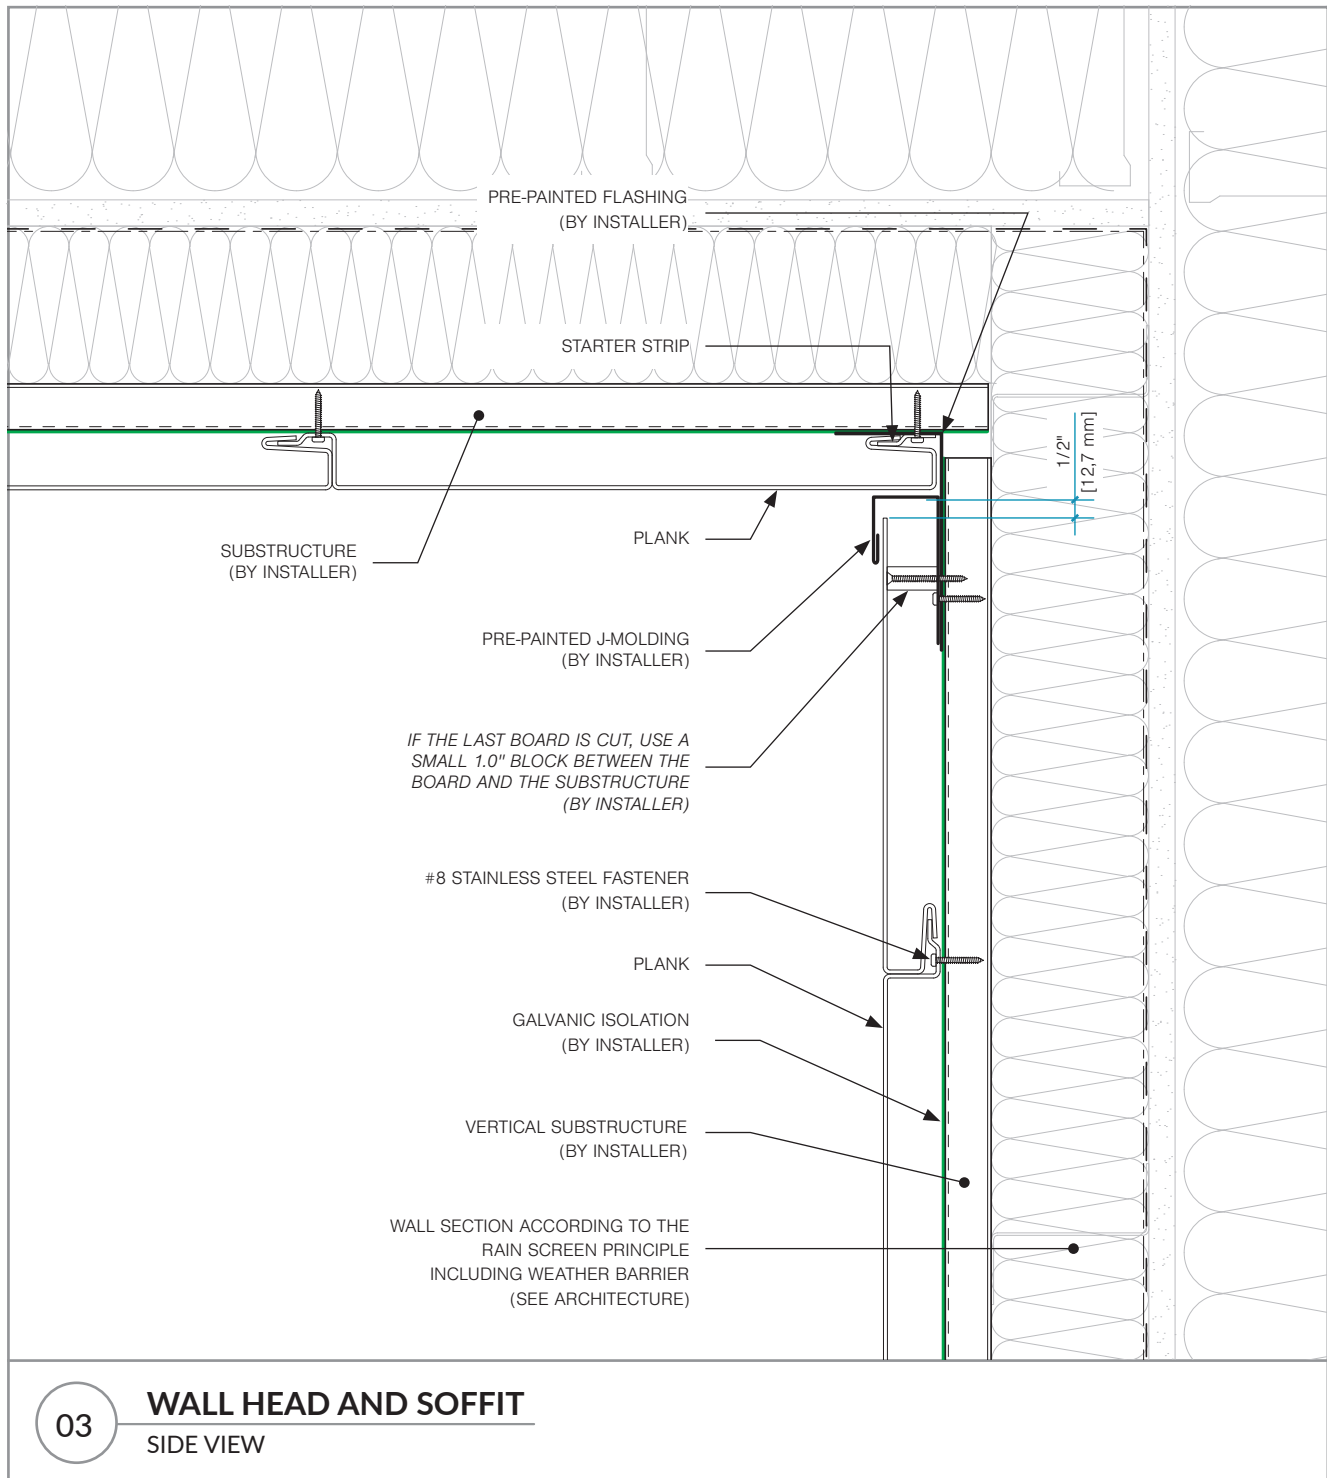 PRE-PAINTED FLASHING
(BY INSTALLER)
STARTER STRIP
1/2"
[12,7 mm]
PLANK
SUBSTRUCTURE
(BY INSTALLER)
PRE-PAINTED J-MOLDING
(BY INSTALLER)
IF THE LAST BOARD IS CUT, USE A
SMALL 1.0" BLOCK BETWEEN THE
BOARD AND THE SUBSTRUCTURE
(BY INSTALLER)
#8 STAINLESS STEEL FASTENER
(BY INSTALLER)
PLANK
GALVANIC ISOLATION
(BY INSTALLER)
VERTICAL SUBSTRUCTURE
(BY INSTALLER)
WALL SECTION ACCORDING TO THE
RAIN SCREEN PRINCIPLE
INCLUDING WEATHER BARRIER
(SEE ARCHITECTURE)
03
WALL HEAD AND SOFFIT
SIDE VIEW